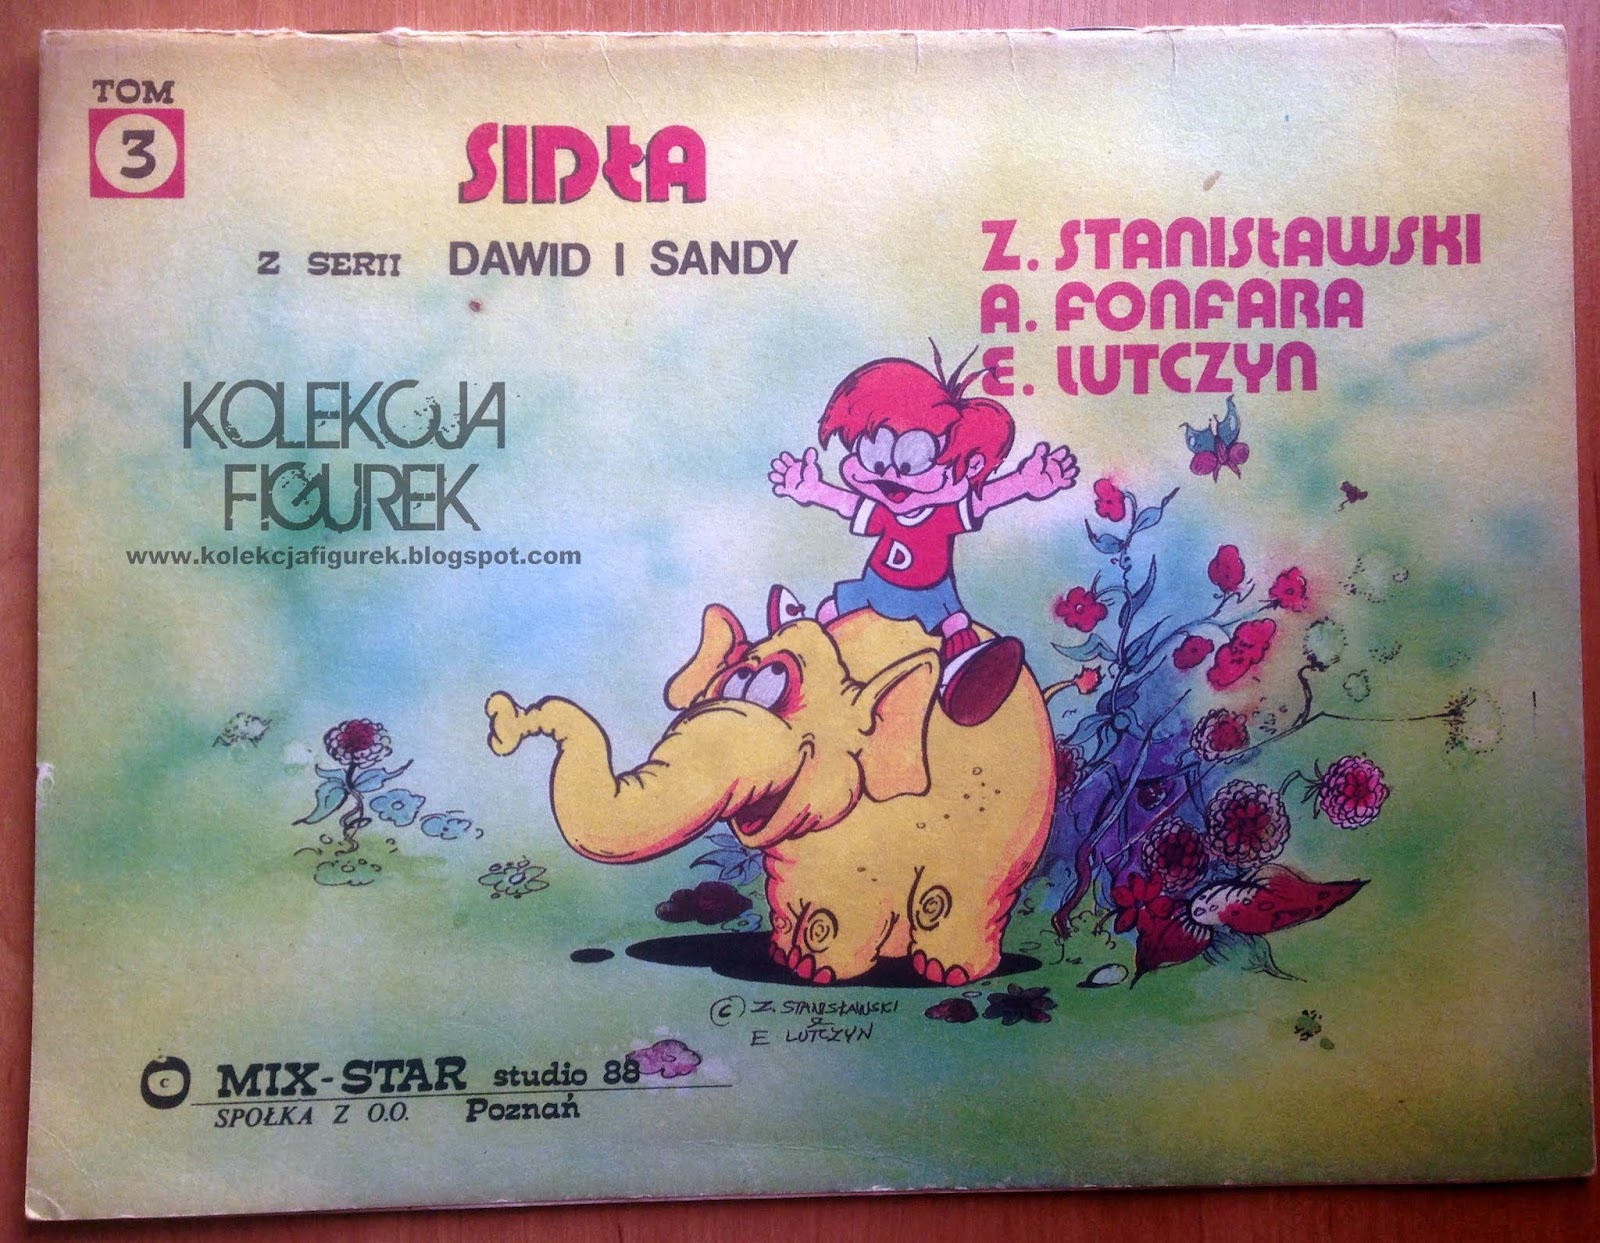 TOM
3
SIDŁA
Z SERII DAWID I SANDY
Z. STANISŁAWSKI
A. FONFARA
E. LUTCZYN
KOLEKCJA
FIGUREK
www.kolekcjafigurek.blogspot.com
D
© Z. STANISŁAWSKI
&
E LUTCZYN
C MIX-STAR studio 88
SPOŁKA Z O.O. Poznań